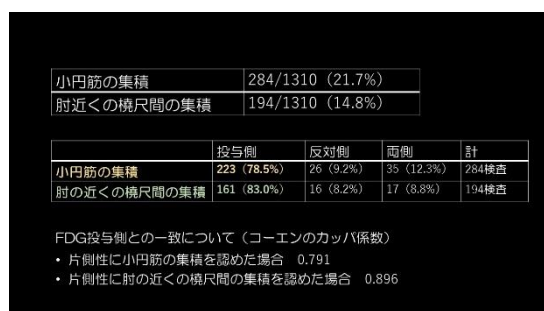 小円筋の集積 284/1310（21.7%）
肘近くの橈尺間の集積 194/1310（14.8%）
投与側 反対側 両側 計
小円筋の集積 223（78.5%） 26（9.2%） 35（12.3%） 284検査
肘の近くの橈尺間の集積 161（83.0%） 16（8.2%） 17（8.8%） 194検査
FDG投与側との一致について（コーエンのカッパ係数）
・片側性に小円筋の集積を認めた場合 0.791
・片側性に肘の近くの橈尺間の集積を認めた場合 0.896